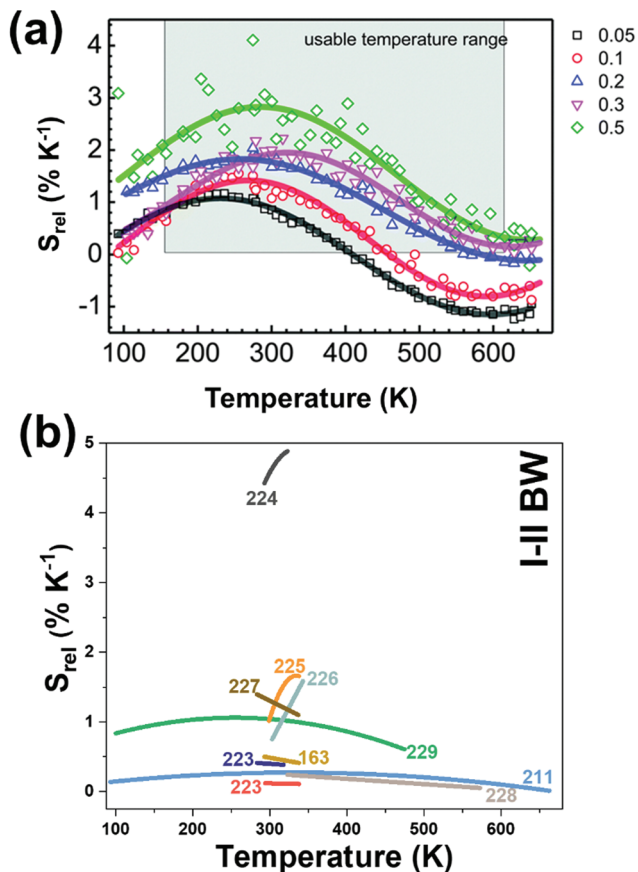 (a)
usable temperature range
0.05
0.1
0.2
0.3
0.5
S_rel (% K⁻¹)
4
3
2
1
0
-1
100 200 300 400 500 600
Temperature (K)
(b)
I-II BW
S_rel (% K⁻¹)
5
4
3
2
1
0
224
225
226
227
229
223
163
211
223
228
100 200 300 400 500 600
Temperature (K)